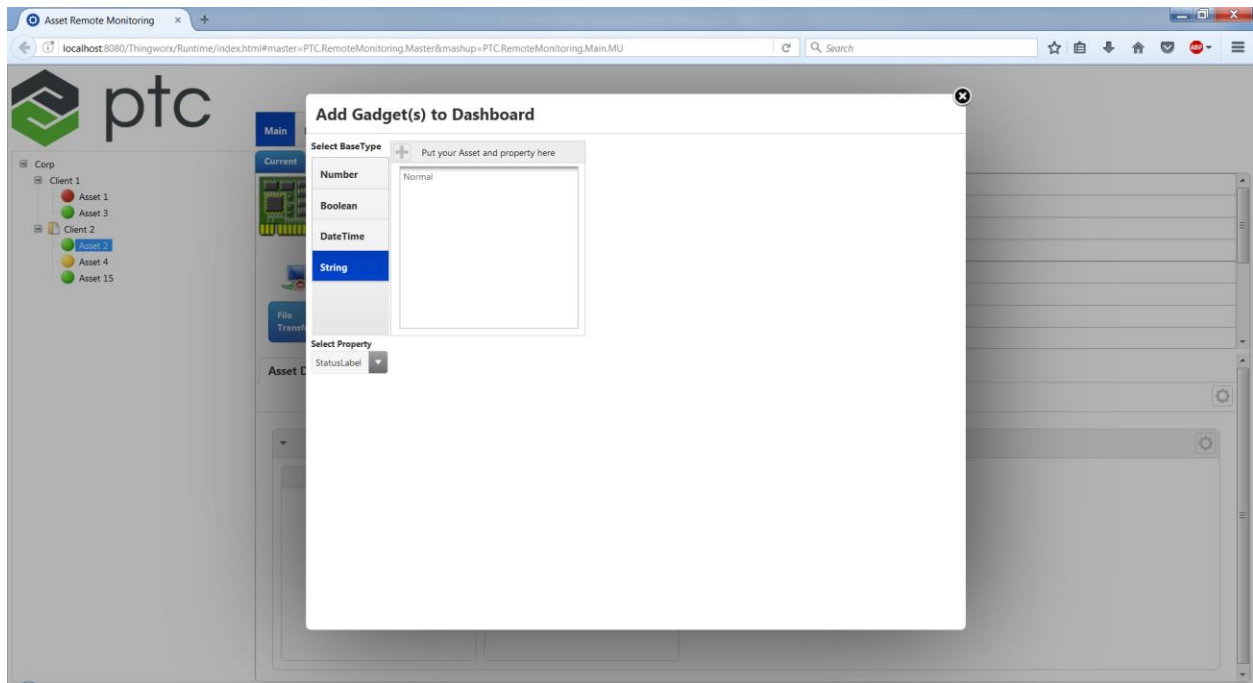 Asset Remote Monitoring
localhost:8080/Thingworx/Runtime/index.html#master=PTC.RemoteMonitoring.Master&mashup=PTC.RemoteMonitoring.Main.MU
Search
ABP
ptc
Main
Current
Corp
Client 1
Asset 1
Asset 3
Client 2
Asset 2
Asset 4
Asset 15
File
Transf
Asset D
Add Gadget(s) to Dashboard
Select BaseType
Put your Asset and property here
Number
Boolean
DateTime
String
Normal
Select Property
StatusLabel